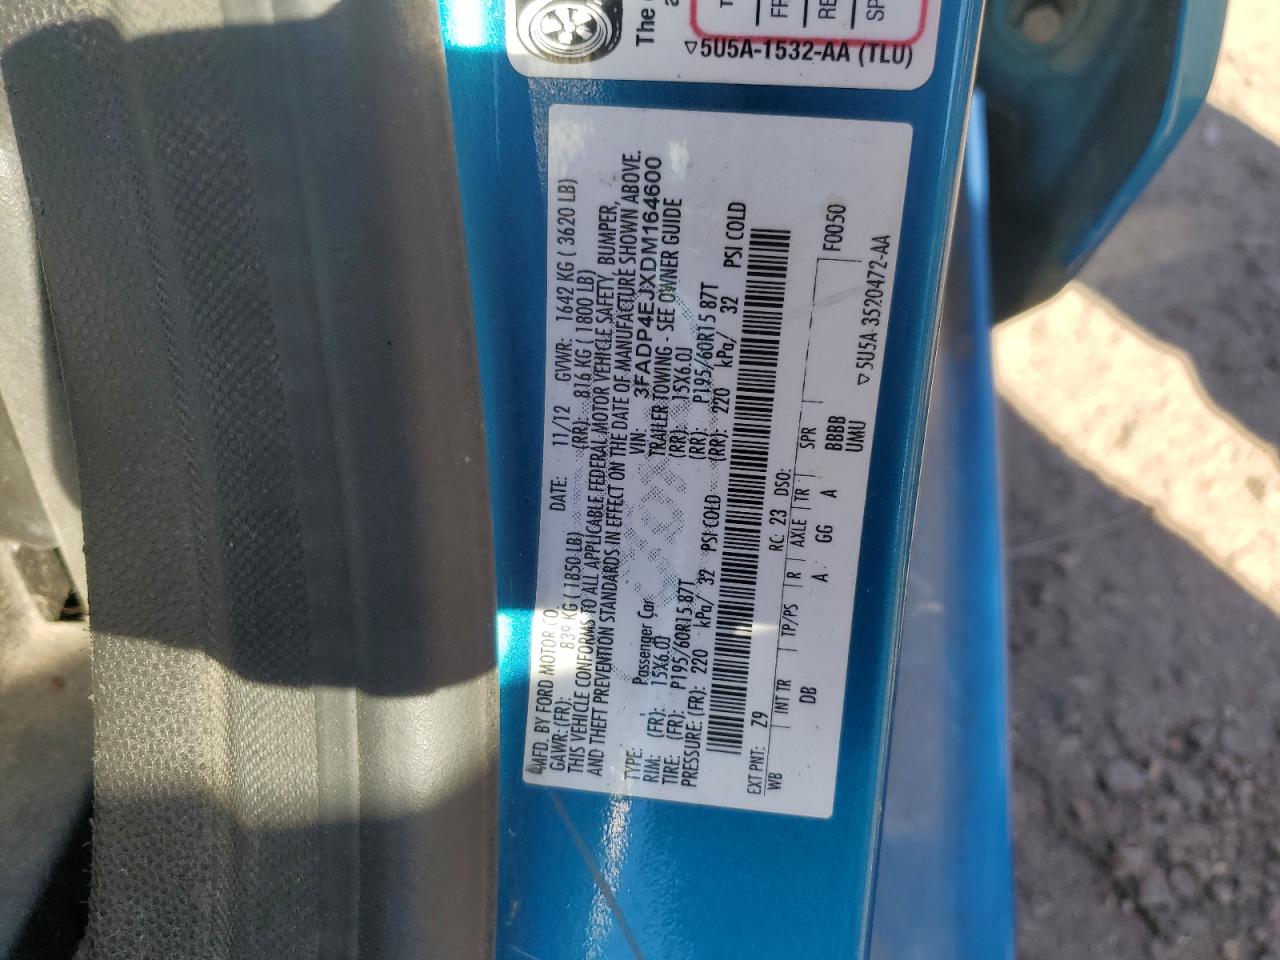 The
a
T
FR
RE
SP
▽5U5A-1532-AA (TLU)
MFD. BY FORD MOTOR CO. DATE: 11/12 GVWR: 1642 KG ( 3620 LB)
GAWR:(FR): 839 KG ( 1850 LB) (RR): 816 KG ( 1800 LB)
THIS VEHICLE CONFORMS TO ALL APPLICABLE FEDERAL MOTOR VEHICLE SAFETY, BUMPER,
AND THEFT PREVENTION STANDARDS IN EFFECT ON THE DATE OF MANUFACTURE SHOWN ABOVE.
VIN: 3FADP4EJXDM164600
TYPE: Passenger Car TRAILER TOWING - SEE OWNER GUIDE
RIM: (FR): 15X6.0J (RR): 15X6.0J
TIRE: (FR): P195/60R15 87T (RR): P195/60R15 87T
PRESSURE:(FR): 220 kPa/ 32 PSI COLD (RR): 220 kPa/ 32 PSI COLD
EXT PNT: Z9 RC: 23 DSO:
WB INT TR TP/PS R AXLE TR SPR F0050
DB A GG A BBBB
UMU
▽5U5A-3520472-AA